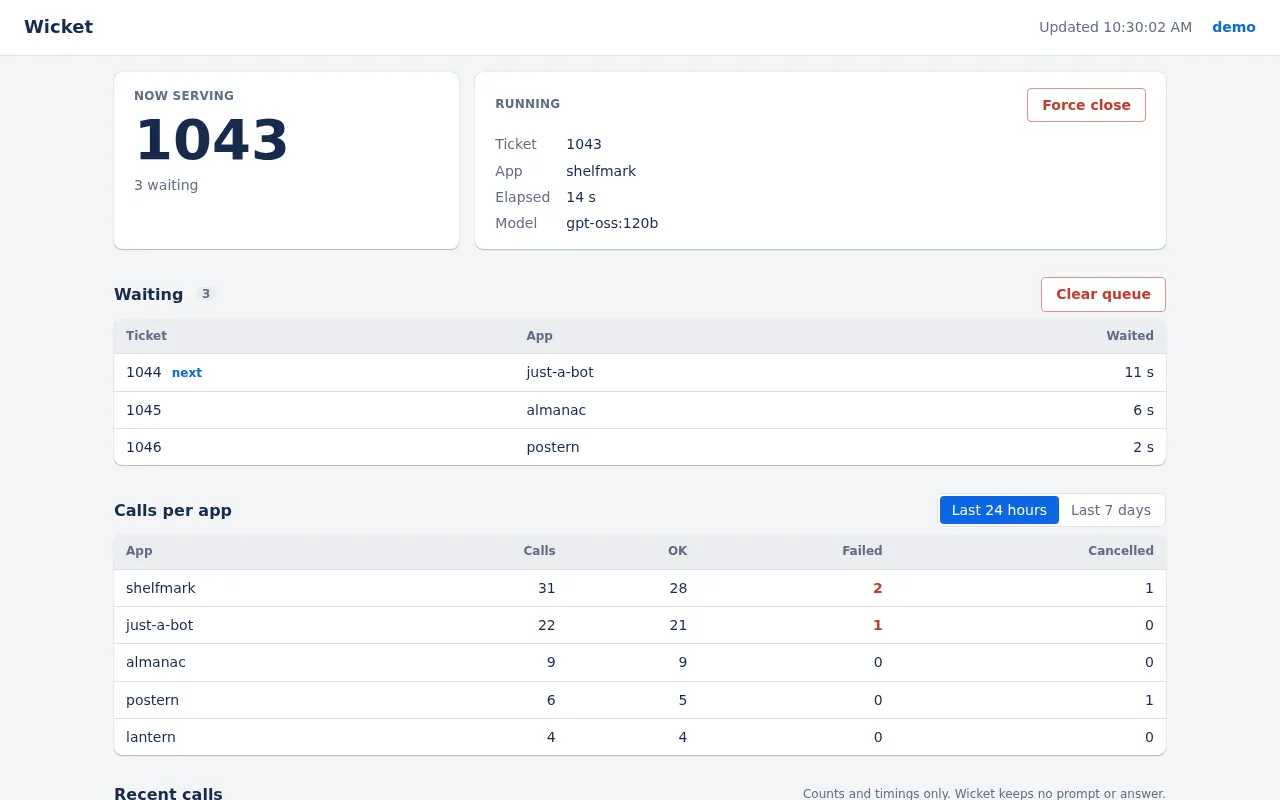 Wicket
Updated 10:30:02 AM demo
NOW SERVING
1043
3 waiting
RUNNING
Force close
Ticket 1043
App shelfmark
Elapsed 14 s
Model gpt-oss:120b
Waiting 3
Clear queue
Ticket App Waited
1044 next just-a-bot 11 s
1045 almanac 6 s
1046 postern 2 s
Calls per app
Last 24 hours Last 7 days
App Calls OK Failed Cancelled
shelfmark 31 28 2 1
just-a-bot 22 21 1 0
almanac 9 9 0 0
postern 6 5 0 1
lantern 4 4 0 0
Recent calls
Counts and timings only. Wicket keeps no prompt or answer.